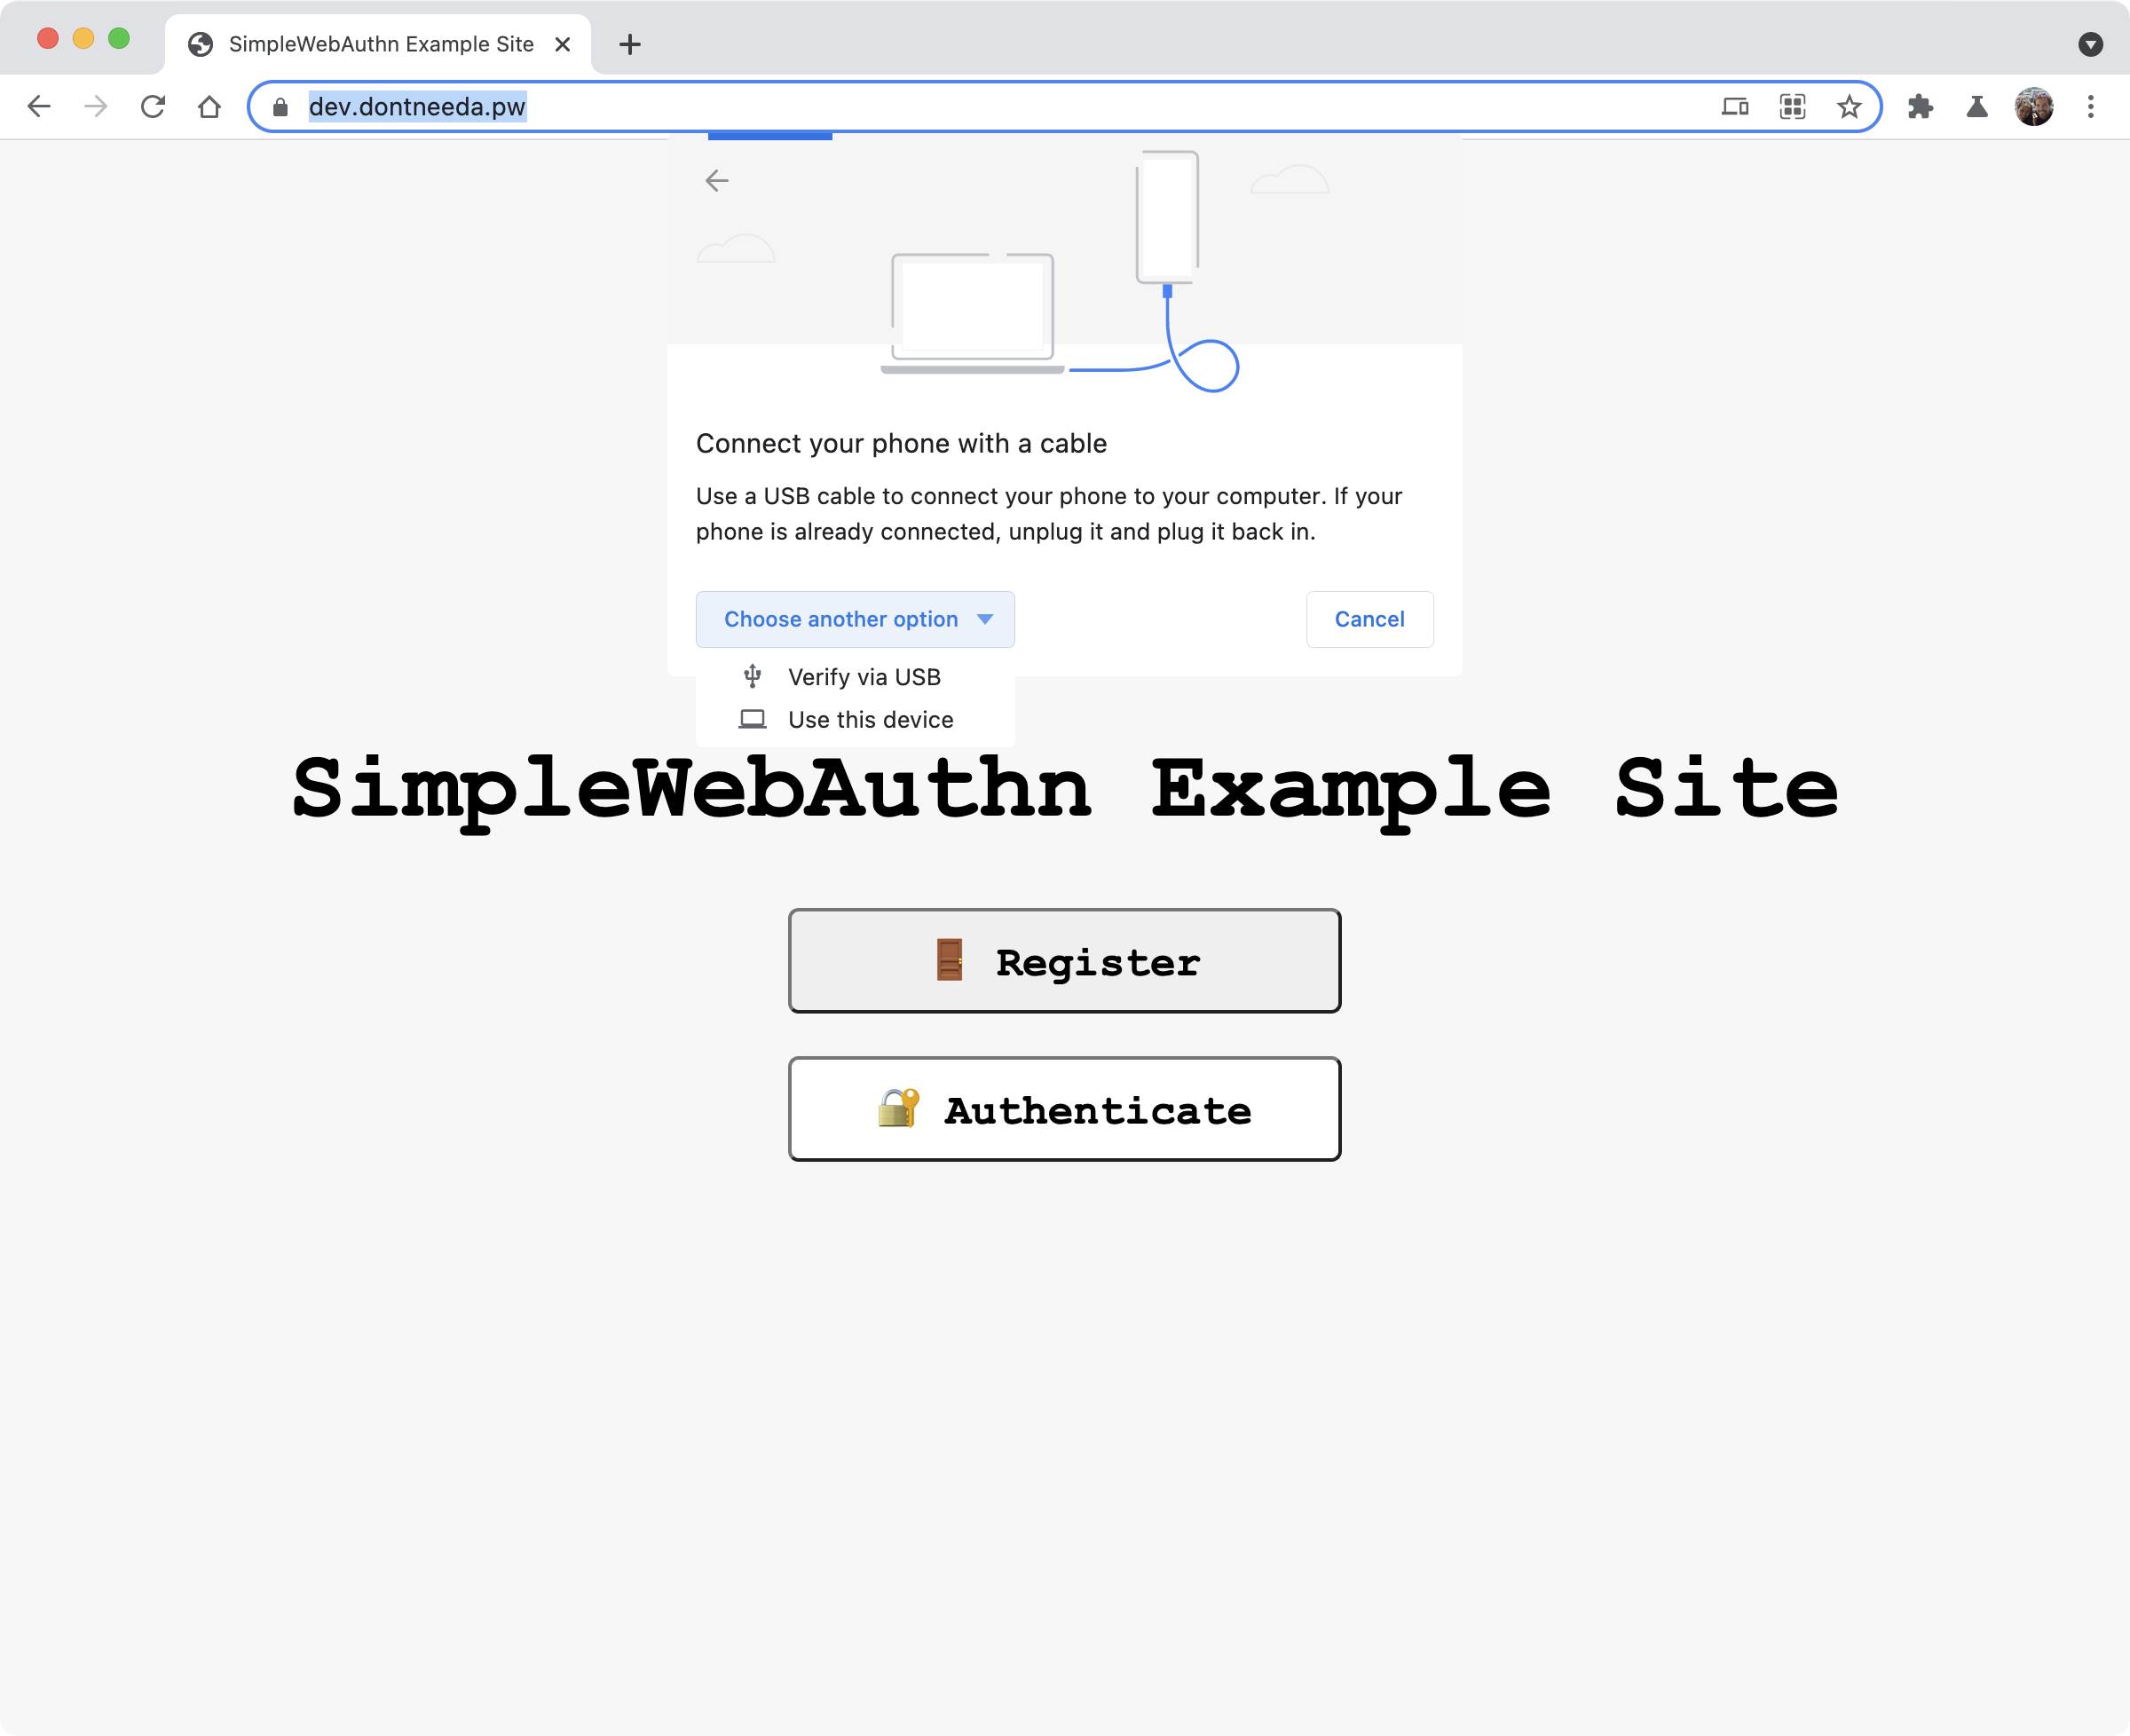 SimpleWebAuthn Example Site
dev.dontneeda.pw
Connect your phone with a cable
Use a USB cable to connect your phone to your computer. If your
phone is already connected, unplug it and plug it back in.
Choose another option
Cancel
Verify via USB
Use this device
SimpleWebAuthn Example Site
Register
Authenticate